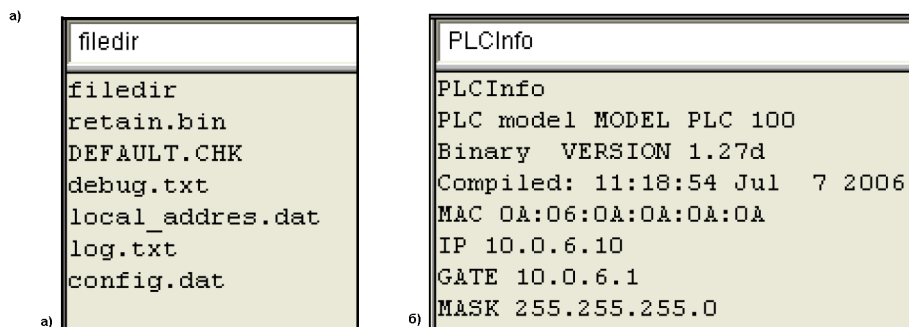 а)
filedir
filedir
retain.bin
DEFAULT.CHK
debug.txt
local_addres.dat
log.txt
config.dat
а)
PLCInfo
PLCInfo
PLC model MODEL PLC 100
Binary  VERSION 1.27d
Compiled: 11:18:54 Jul  7 2006
MAC 0A:06:0A:0A:0A:0A
IP 10.0.6.10
GATE 10.0.6.1
MASK 255.255.255.0
б)